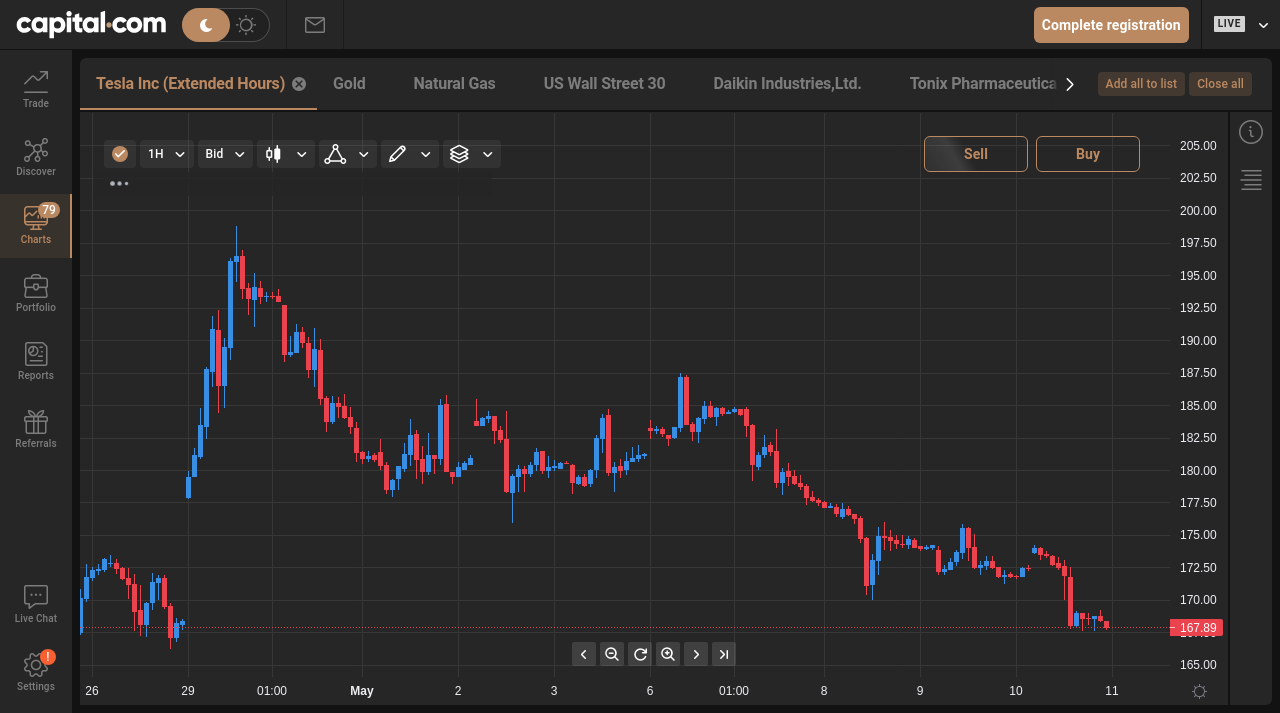 capital.com
Complete registration
LIVE
Trade
Discover
79
Charts
Portfolio
Reports
Referrals
Live Chat
!
Settings
Tesla Inc (Extended Hours)
Gold
Natural Gas
US Wall Street 30
Daikin Industries,Ltd.
Tonix Pharmaceutica
Add all to list
Close all
1H
Bid
Sell
Buy
205.00
202.50
200.00
197.50
195.00
192.50
190.00
187.50
185.00
182.50
180.00
177.50
175.00
172.50
170.00
167.89
165.00
26
29
01:00
May
2
3
6
01:00
8
9
10
11